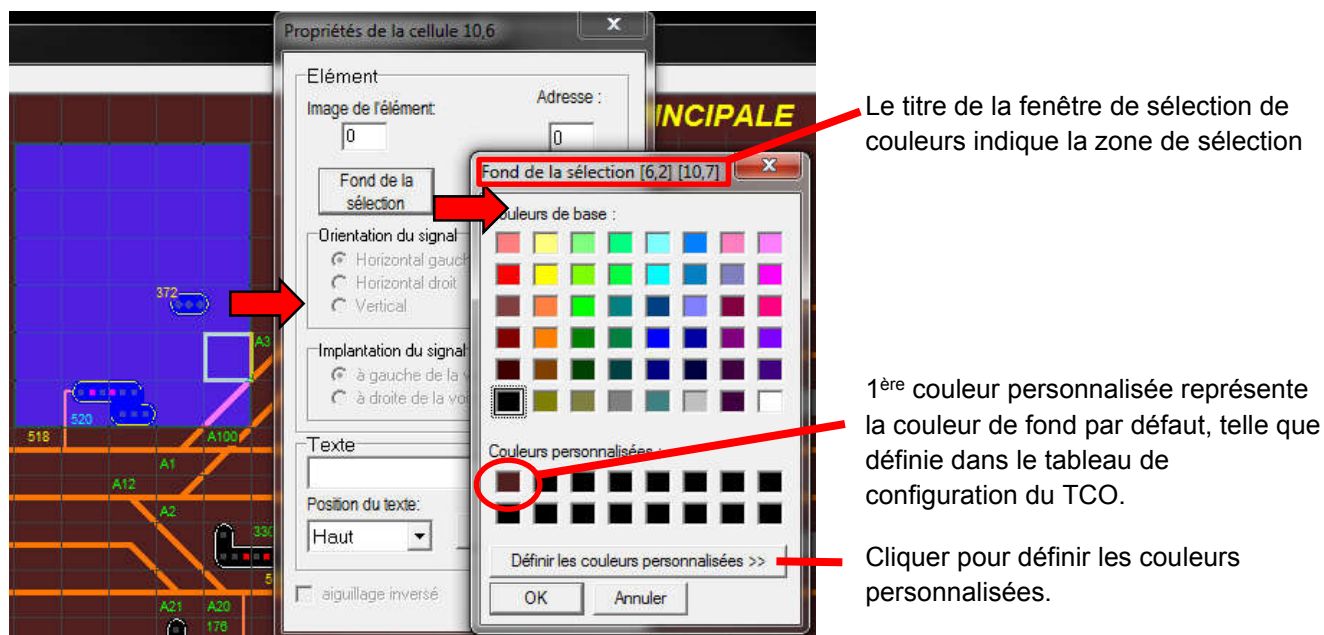 Propriétés de la cellule 10,6
x
Elément
Image de l'élément:
Adresse :
0
0
Fond de la
sélection
Orientation du signal
Horizontal gauch
Horizontal droit
Vertical
Implantation du signal
à gauche de la v
à droite de la voi
Texte
Position du texte:
Haut
aiguillage inversé
INCIPALE
Fond de la sélection [6,2] [10,7]
x
ouleurs de base :
Couleurs personnalisées :
Définir les couleurs personnalisées >>
OK
Annuler
372
A3
520
518
A100
A1
A12
A2
330
5
A21
A20
176
Le titre de la fenêtre de sélection de
couleurs indique la zone de sélection
1ère couleur personnalisée représente
la couleur de fond par défaut, telle que
définie dans le tableau de
configuration du TCO.
Cliquer pour définir les couleurs
personnalisées.